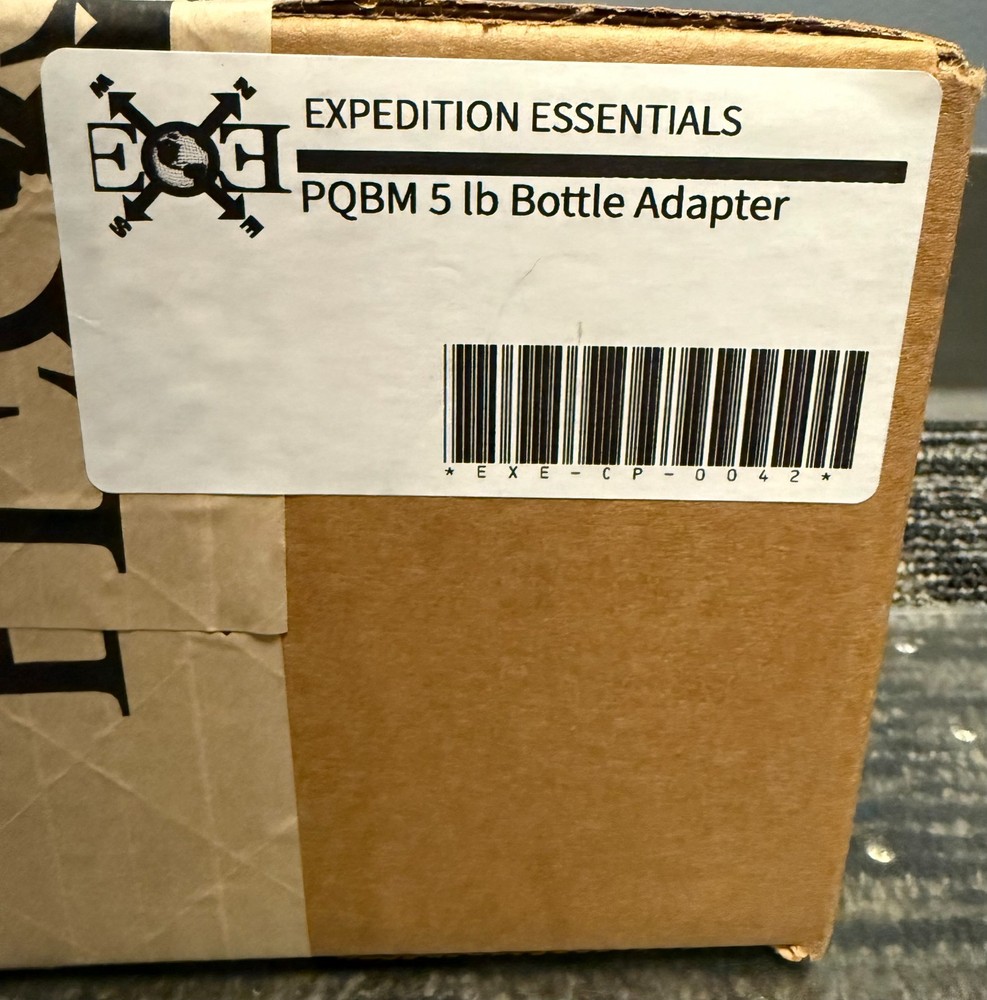 EXPEDITION ESSENTIALS
PQBM 5 lb Bottle Adapter
W N
E E
S E
*EXE-CP-0042*